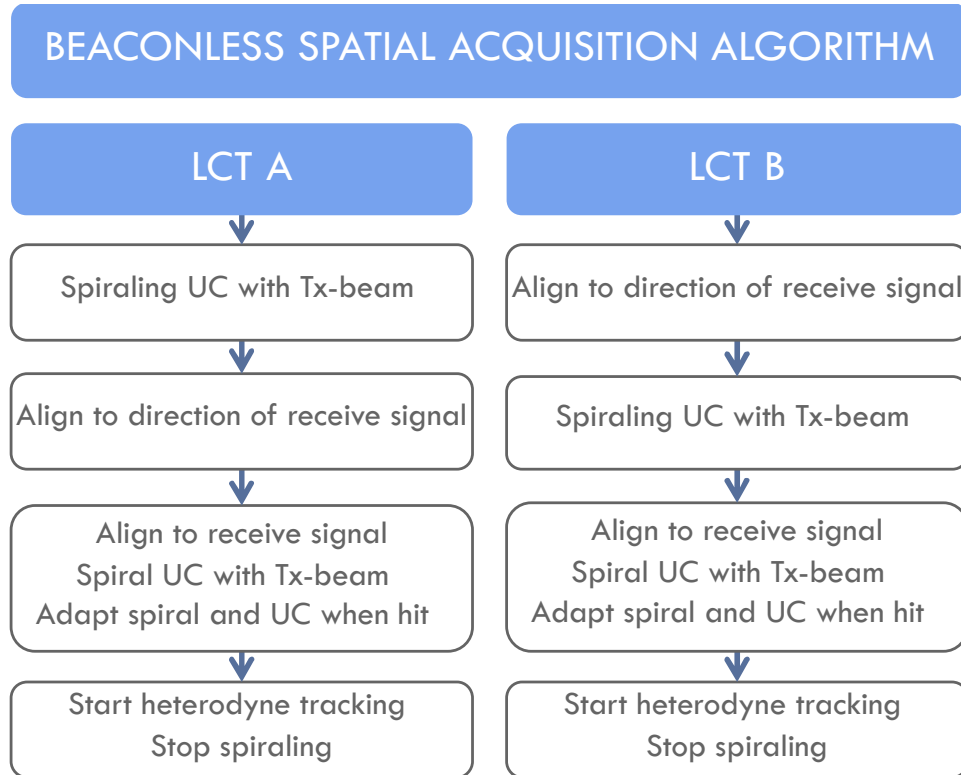 BEACONLESS SPATIAL ACQUISITION ALGORITHM
LCT A
Spiraling UC with Tx-beam
Align to direction of receive signal
Align to receive signal
Spiral UC with Tx-beam
Adapt spiral and UC when hit
Start heterodyne tracking
Stop spiraling
LCT B
Align to direction of receive signal
Spiraling UC with Tx-beam
Align to receive signal
Spiral UC with Tx-beam
Adapt spiral and UC when hit
Start heterodyne tracking
Stop spiraling